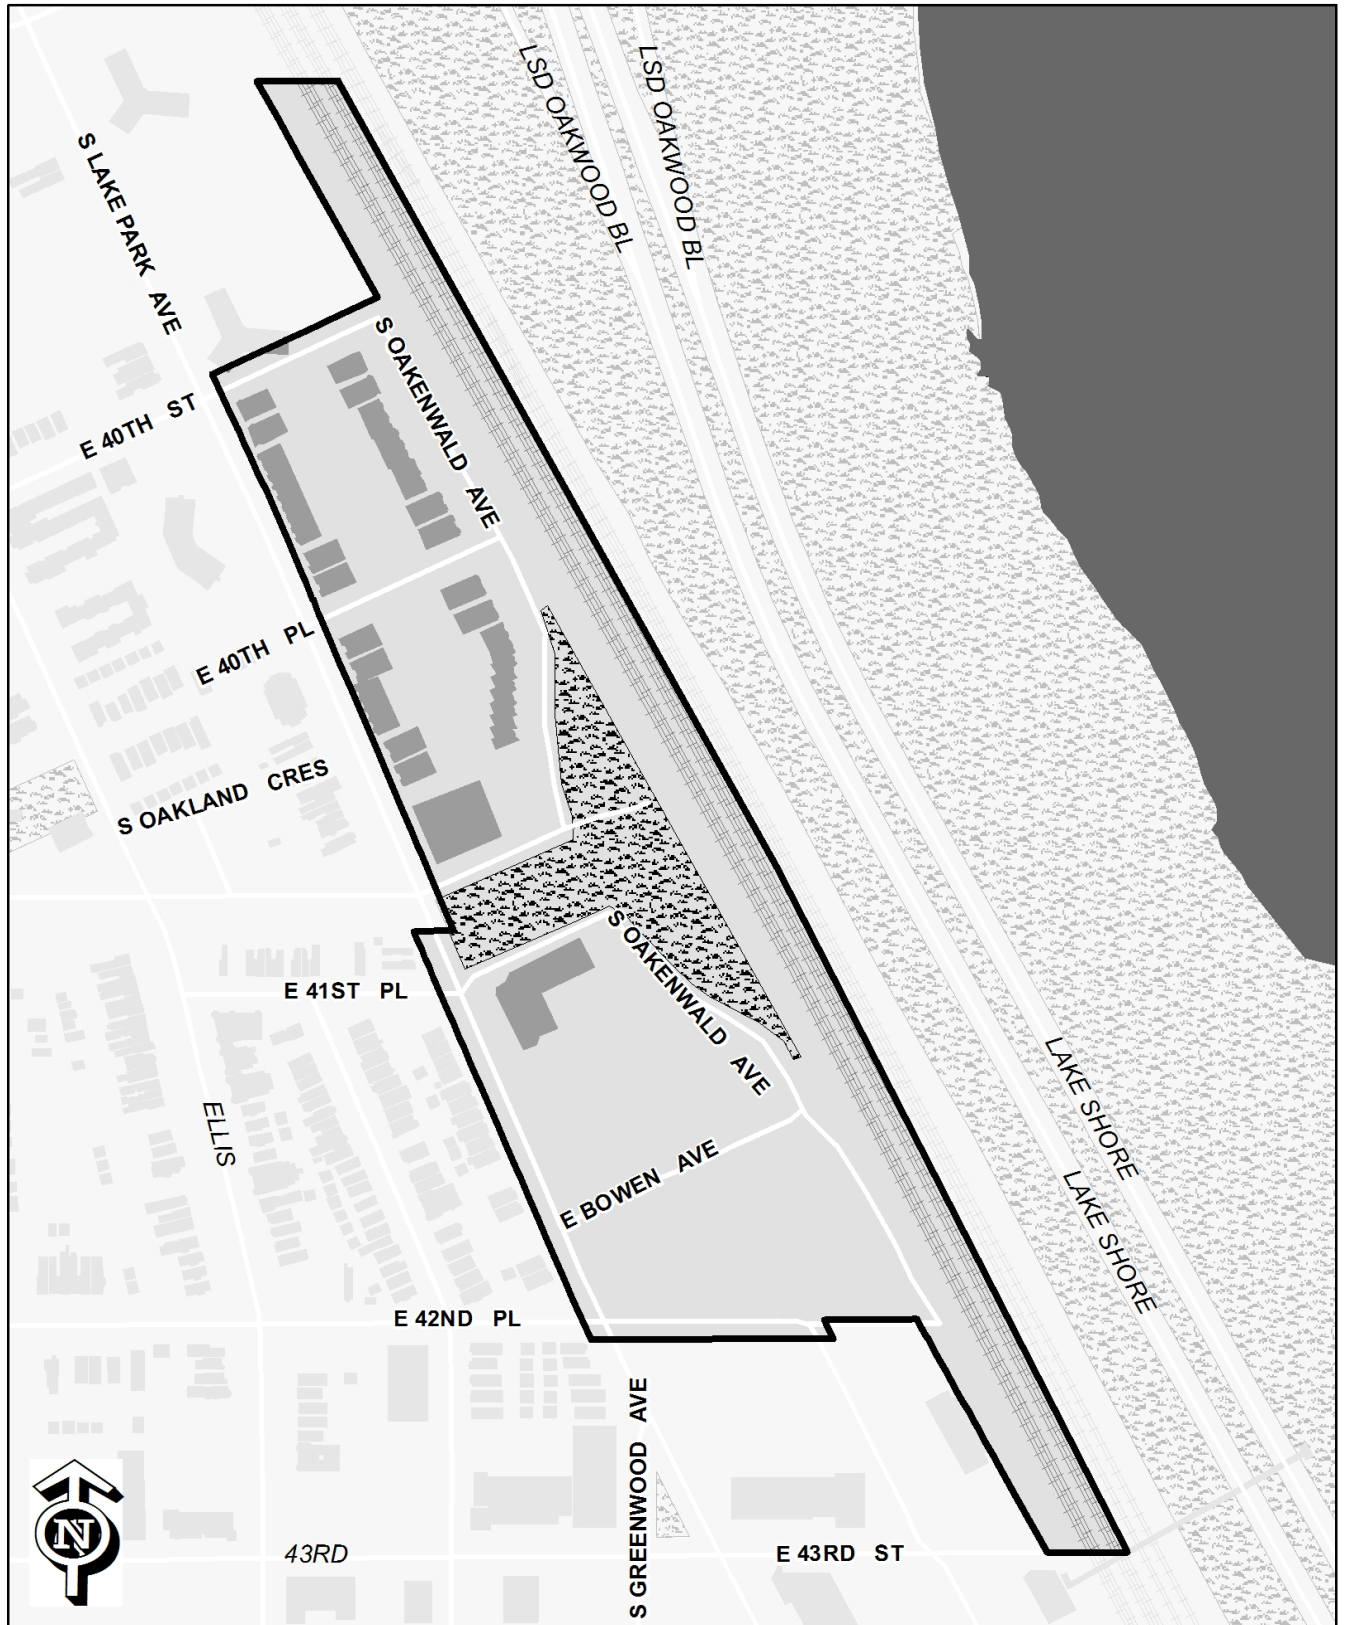 LSD OAKWOOD BL
LSD OAKWOOD BL
S LAKE PARK AVE
S OAKENWALD AVE
E 40TH ST
E 40TH PL
S OAKLAND CRES
S OAKENWALD AVE
E 41ST PL
ELLIS
LAKE SHORE
E BOWEN AVE
LAKE SHORE
E 42ND PL
S GREENWOOD AVE
N
43RD
E 43RD ST